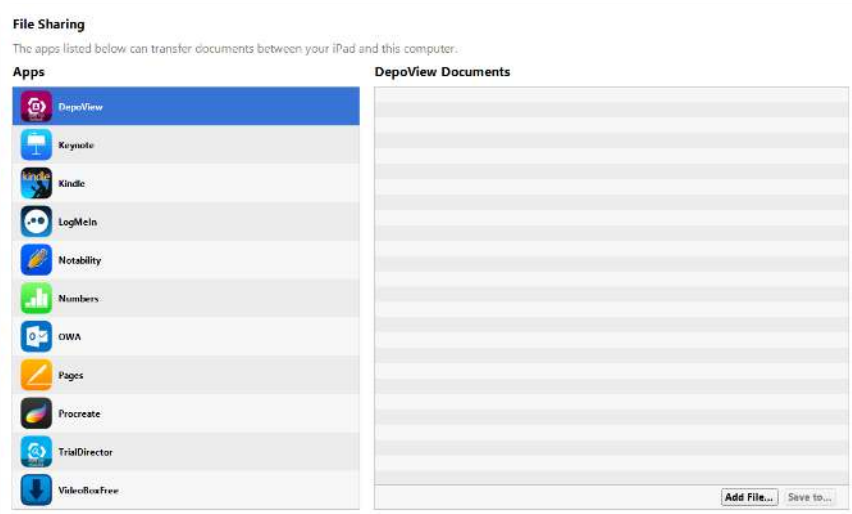 File Sharing
The apps listed below can transfer documents between your iPad and this computer.
Apps
DepoView Documents
DepoView
Keynote
kindle
Kindle
LogMeIn
Notability
Numbers
OWA
Pages
Procreate
TrialDirector
VideoBoxFree
Add File...
Save to...